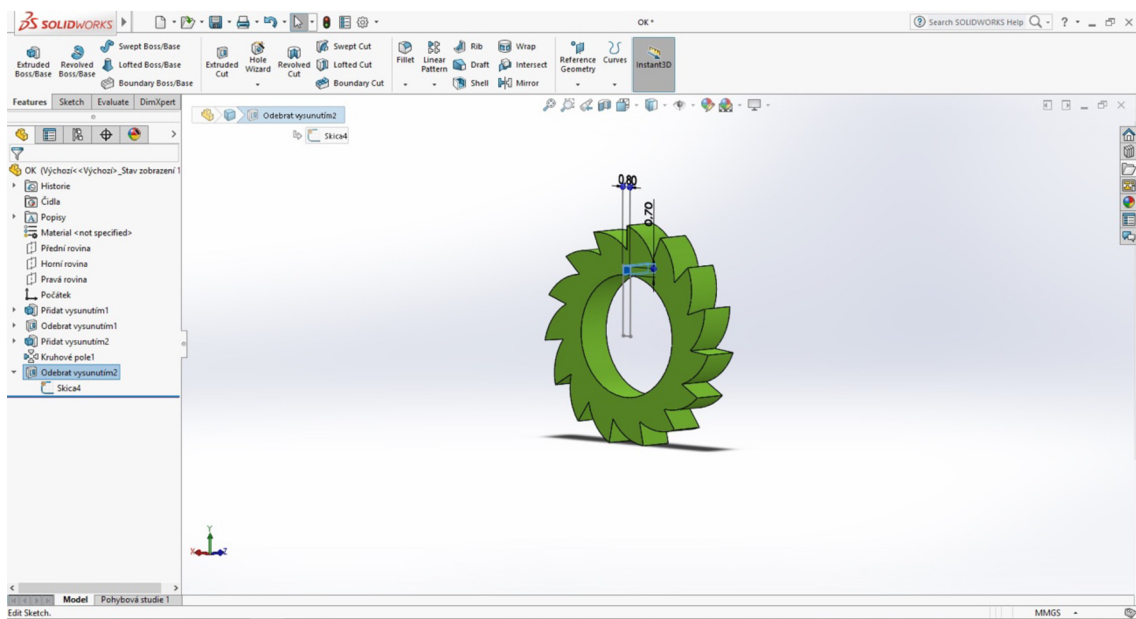 SOLIDWORKS
OK *
Search SOLIDWORKS Help
?
Extruded Boss/Base
Revolved Boss/Base
Swept Boss/Base
Lofted Boss/Base
Boundary Boss/Base
Extruded Cut
Hole Wizard
Revolved Cut
Swept Cut
Lofted Cut
Boundary Cut
Fillet
Linear Pattern
Rib
Draft
Shell
Wrap
Intersect
Mirror
Reference Geometry
Curves
Instant3D
Features
Sketch
Evaluate
DimXpert
Odebrat vysunutím2
Skica4
OK (Výchozí<<Výchozí>_Stav zobrazení 1
Historie
Čidla
Popisy
Material <not specified>
Přední rovina
Horní rovina
Pravá rovina
Počátek
Přidat vysunutím1
Odebrat vysunutím1
Přidat vysunutím2
Kruhové pole1
Odebrat vysunutím2
Skica4
0.80
0.70
Y
X
Z
Model
Pohybová studie 1
Edit Sketch.
MMGS